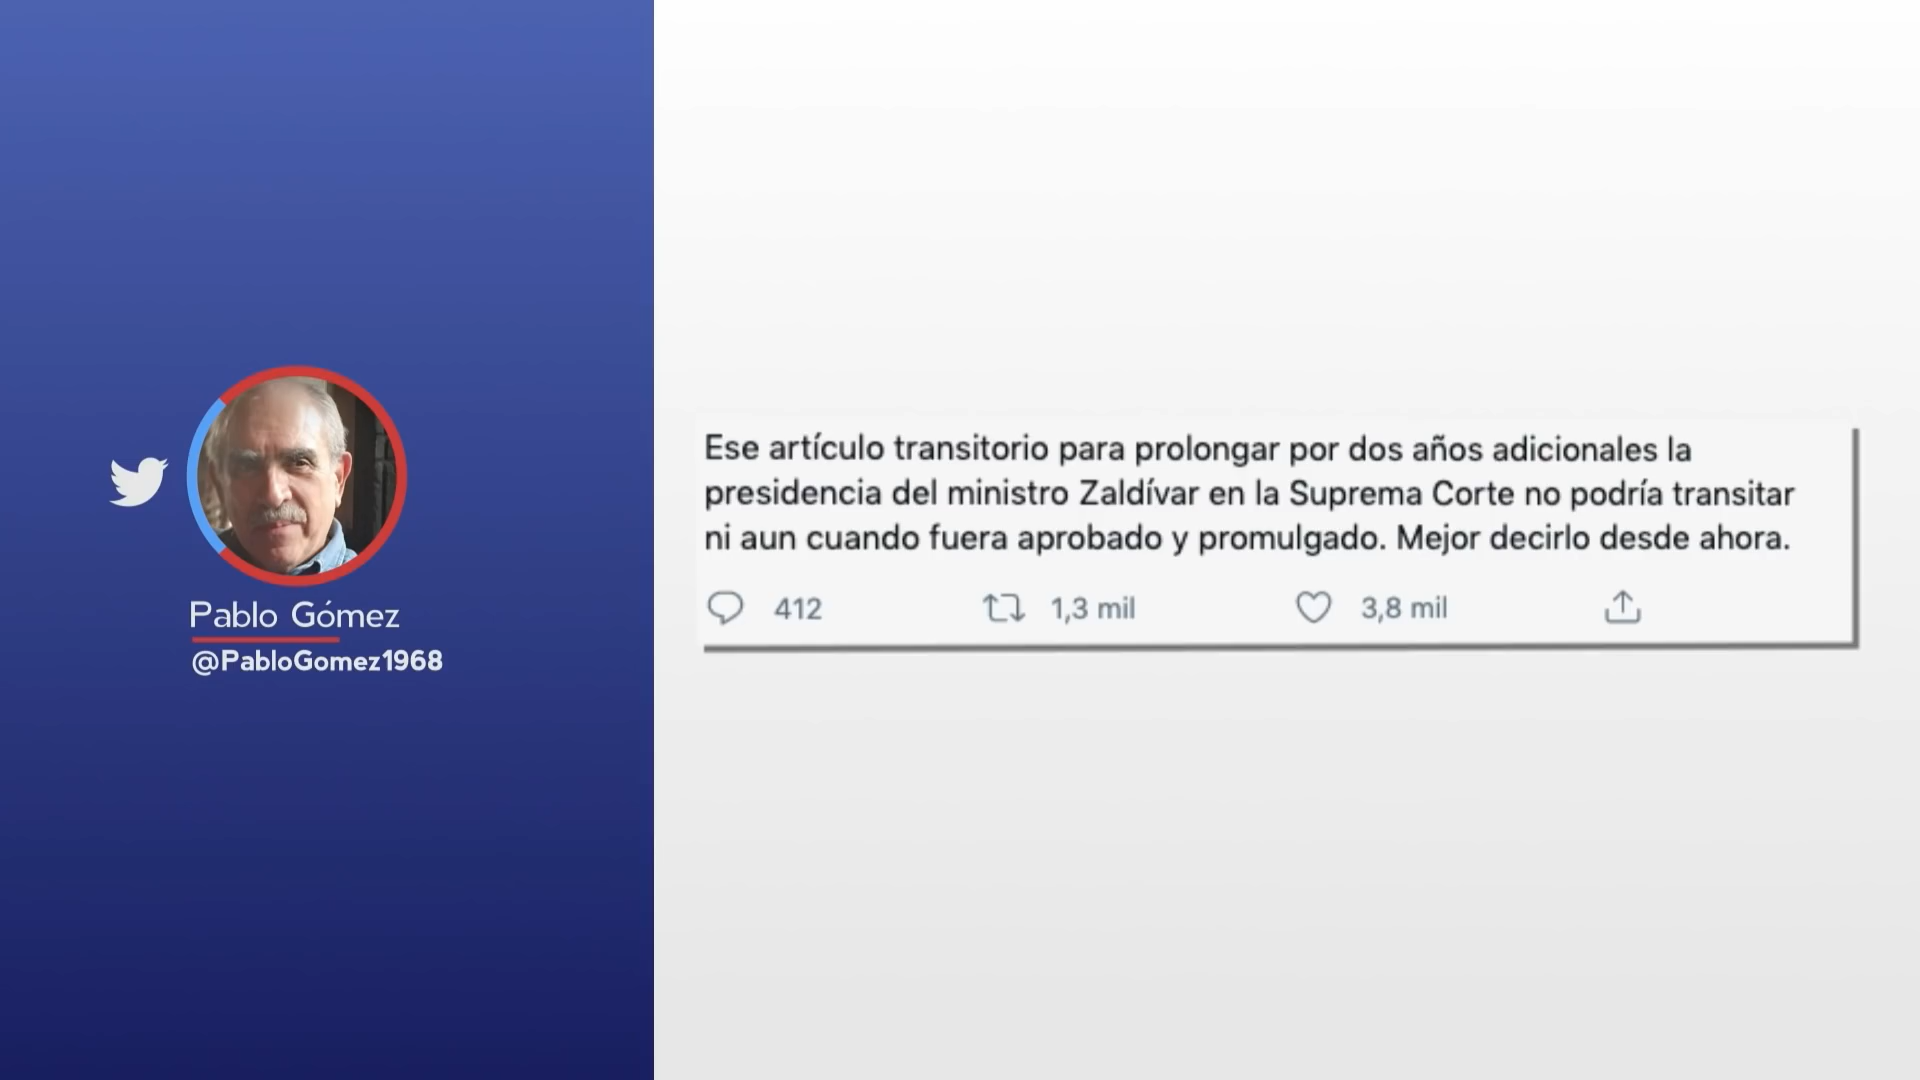 Pablo Gómez
@PabloGomez1968
Ese artículo transitorio para prolongar por dos años adicionales la
presidencia del ministro Zaldívar en la Suprema Corte no podría transitar
ni aun cuando fuera aprobado y promulgado. Mejor decirlo desde ahora.
412 1,3 mil 3,8 mil